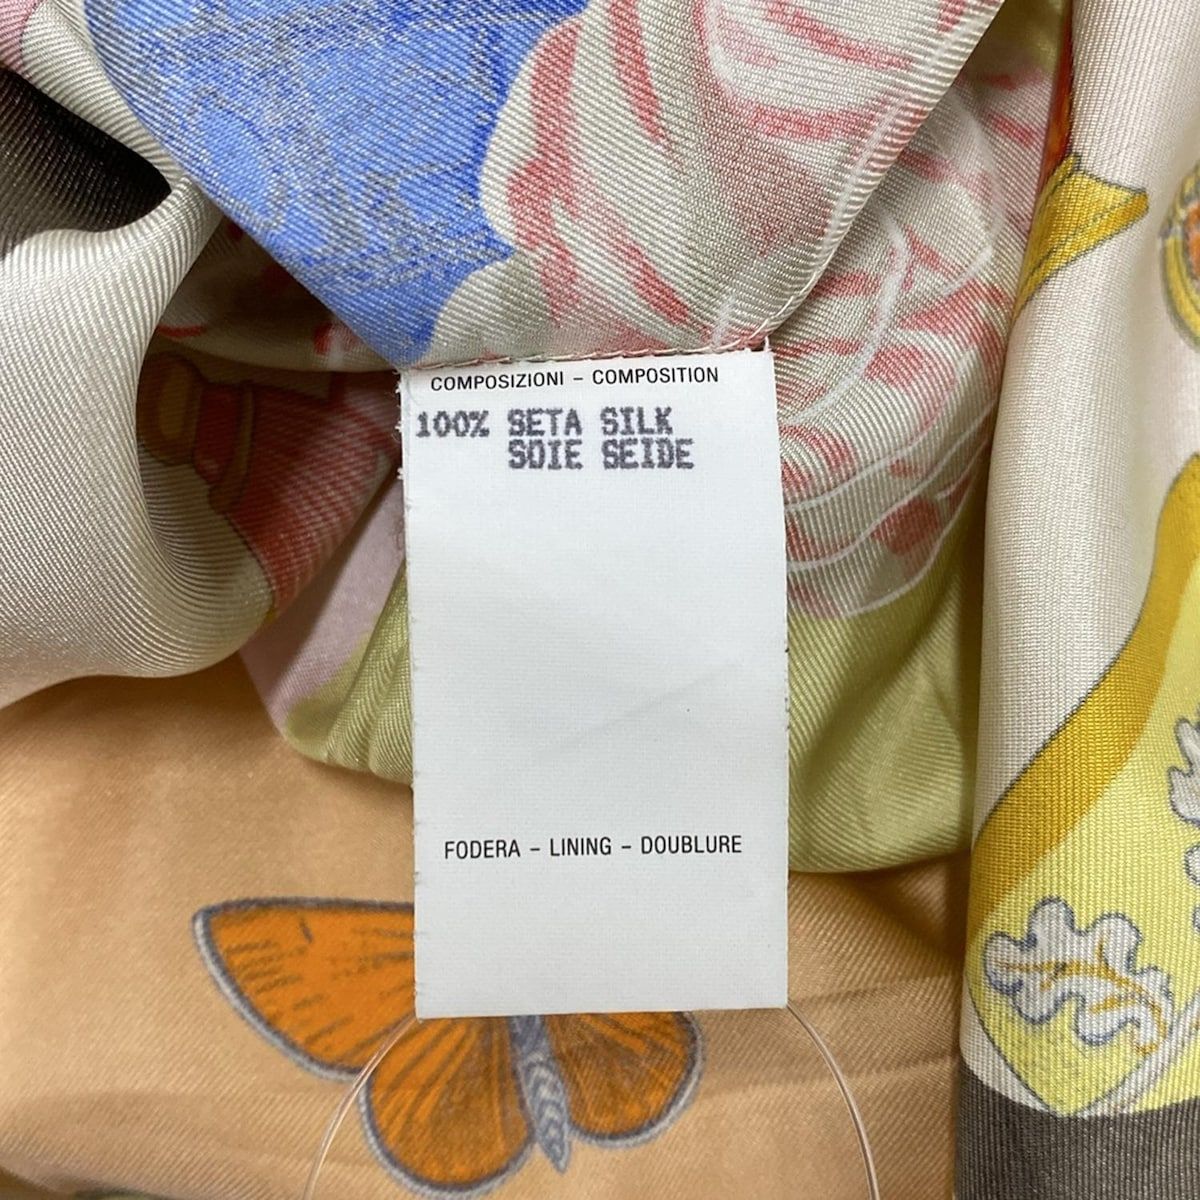 COMPOSIZIONI - COMPOSITION
100% SETA SILK
SOIE SEIDE
FODERA - LINING - DOUBLURE